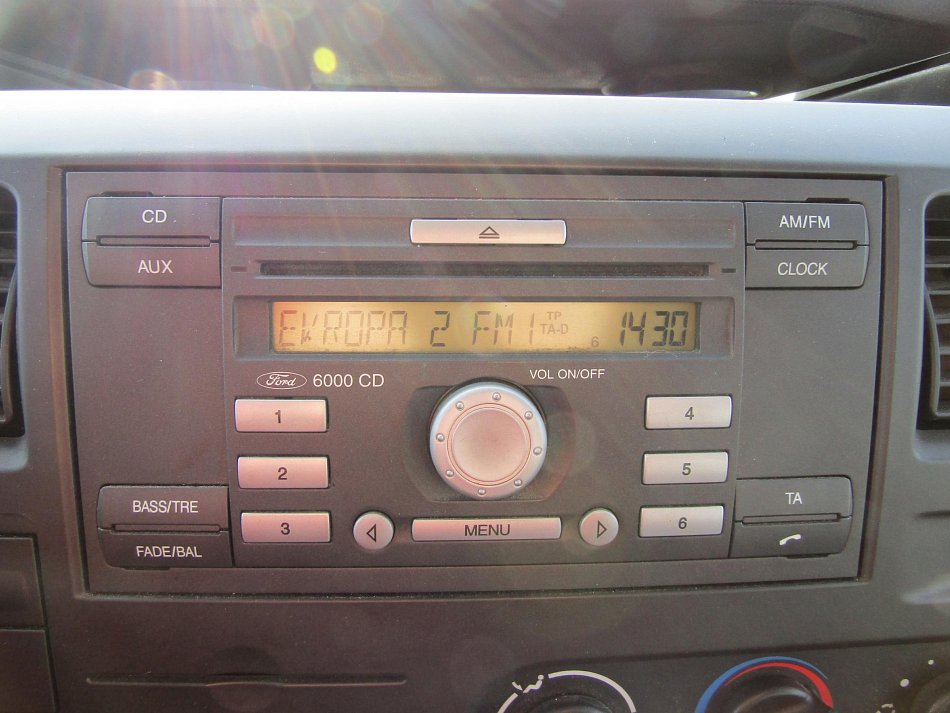 CD
AUX
AM/FM
CLOCK
EVROPA 2 FM1 TP TA-D 6 1430
Ford 6000 CD
VOL ON/OFF
1
2
3
4
5
6
BASS/TRE
FADE/BAL
MENU
TA